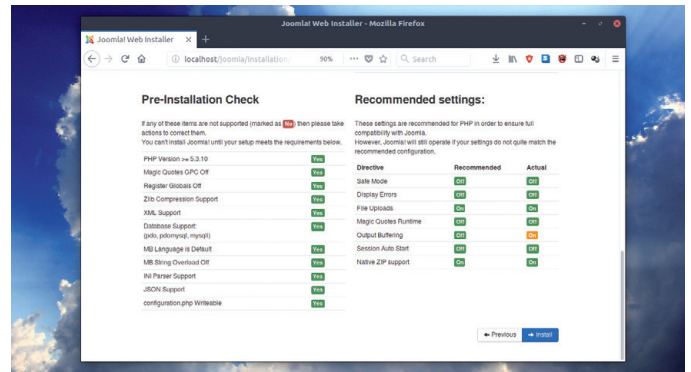 Joomla! Web Installer - Mozilla Firefox
Joomla! Web Installer
localhost/joomla/installation/
90%
Search
Pre-Installation Check
If any of these items are not supported (marked as No) then please take
actions to correct them.
You can't install Joomla! until your setup meets the requirements below.
PHP Version >= 5.3.10 Yes
Magic Quotes GPC Off Yes
Register Globals Off Yes
Zlib Compression Support Yes
XML Support Yes
Database Support: Yes
(pdo, pdomysql, mysqli)
MB Language is Default Yes
MB String Overload Off Yes
INI Parser Support Yes
JSON Support Yes
configuration.php Writeable Yes
Recommended settings:
These settings are recommended for PHP in order to ensure full
compatibility with Joomla.
However, Joomla! will still operate if your settings do not quite match the
recommended configuration.
Directive Recommended Actual
Safe Mode Off Off
Display Errors Off Off
File Uploads On On
Magic Quotes Runtime Off Off
Output Buffering Off On
Session Auto Start Off Off
Native ZIP support On On
Previous Install